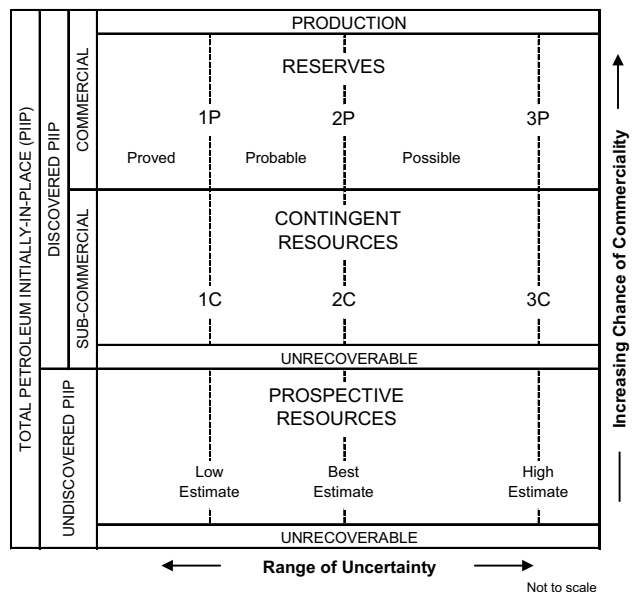 TOTAL PETROLEUM INITIALLY-IN-PLACE (PIIP)
DISCOVERED PIIP
COMMERCIAL
PRODUCTION
RESERVES
1P 2P 3P
Proved Probable Possible
SUB-COMMERCIAL
CONTINGENT
RESOURCES
1C 2C 3C
UNRECOVERABLE
UNDISCOVERED PIIP
PROSPECTIVE
RESOURCES
Low Best High
Estimate Estimate Estimate
UNRECOVERABLE
Increasing Chance of Commerciality
Range of Uncertainty
Not to scale